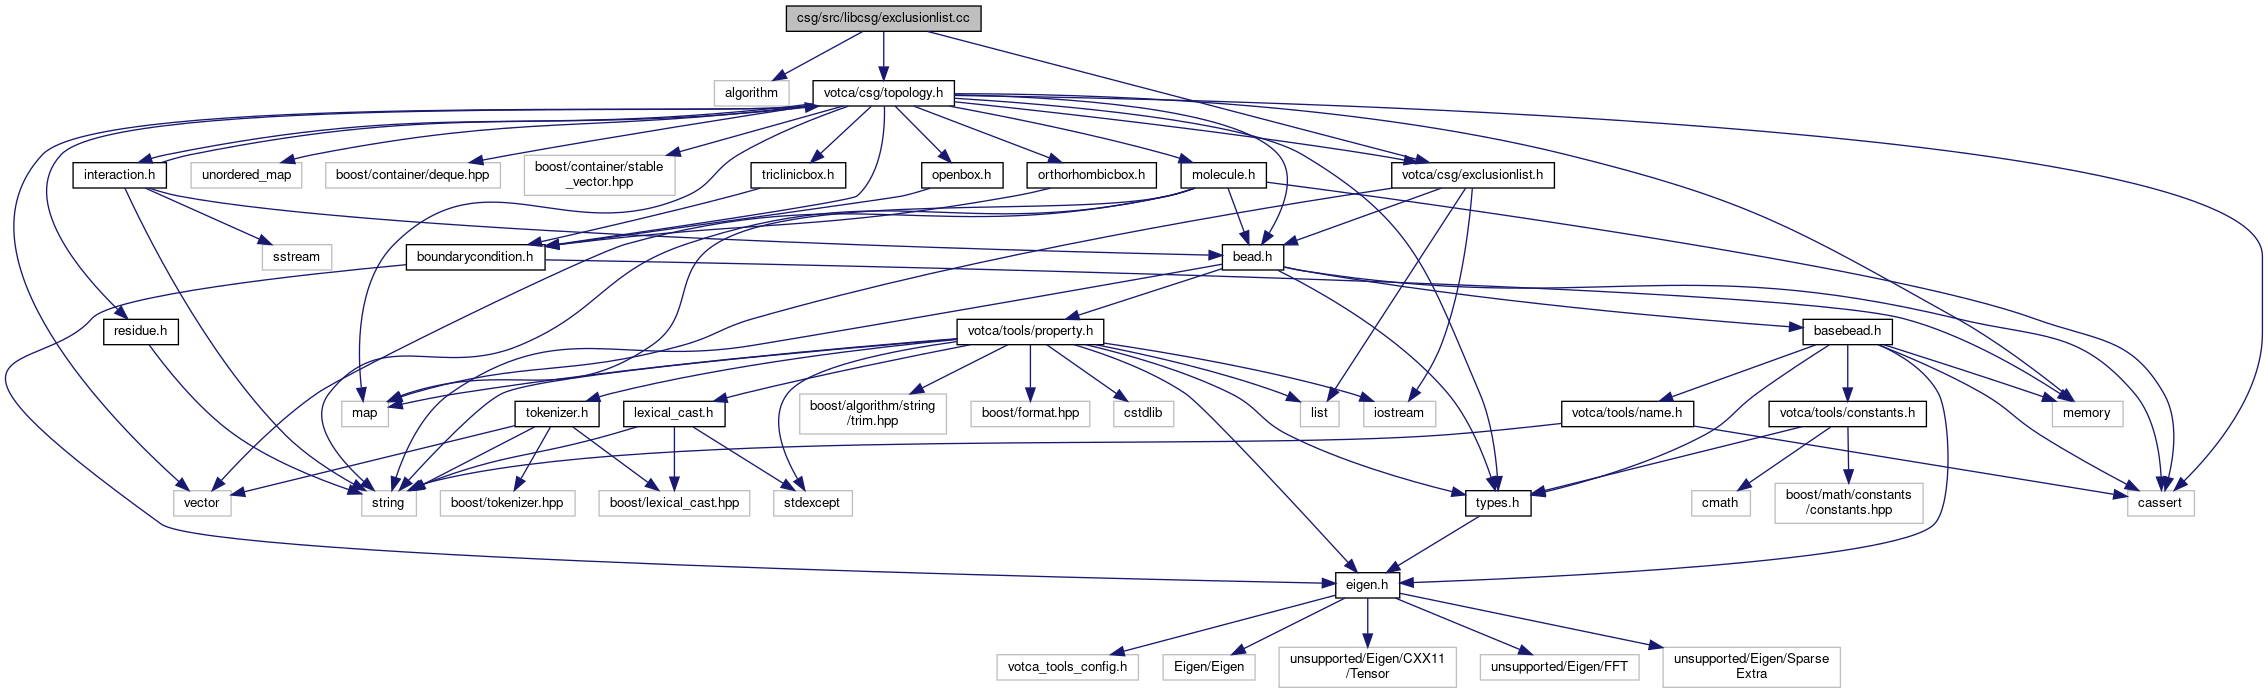 csg/src/libcsg/exclusionlist.cc
algorithm
votca/csg/topology.h
interaction.h
unordered_map
boost/container/deque.hpp
boost/container/stable
_vector.hpp
triclinicbox.h
openbox.h
orthorhombicbox.h
molecule.h
votca/csg/exclusionlist.h
sstream
boundarycondition.h
bead.h
residue.h
votca/tools/property.h
basebead.h
map
tokenizer.h
lexical_cast.h
boost/algorithm/string
/trim.hpp
boost/format.hpp
cstdlib
list
iostream
votca/tools/name.h
votca/tools/constants.h
memory
vector
string
boost/tokenizer.hpp
boost/lexical_cast.hpp
stdexcept
types.h
cmath
boost/math/constants
/constants.hpp
cassert
eigen.h
votca_tools_config.h
Eigen/Eigen
unsupported/Eigen/CXX11
/Tensor
unsupported/Eigen/FFT
unsupported/Eigen/Sparse
Extra